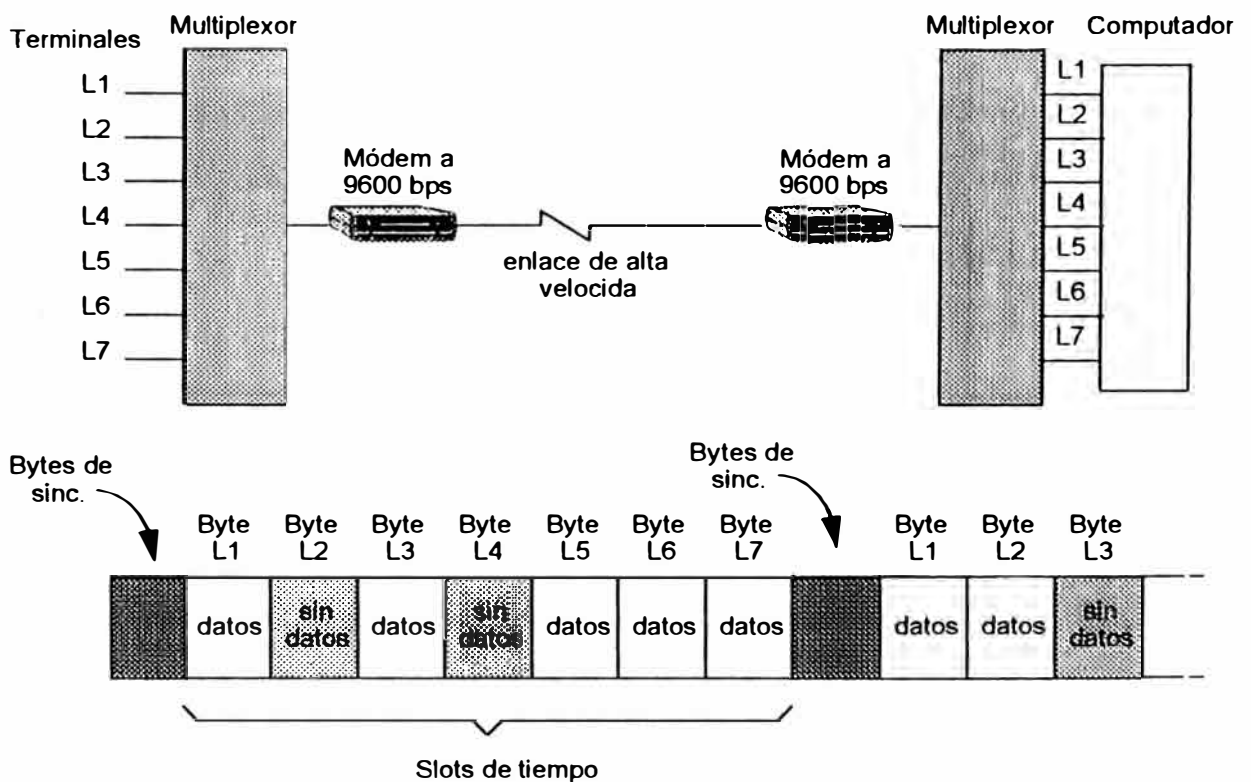 Terminales
Multiplexor
Multiplexor
Computador
L1
L2
L3
L4
L5
L6
L7
Módem a
9600 bps
enlace de alta
velocida
Módem a
9600 bps
L1
L2
L3
L4
L5
L6
L7
Bytes de
sinc.
Bytes de
sinc.
Byte
L1
Byte
L2
Byte
L3
Byte
L4
Byte
L5
Byte
L6
Byte
L7
Byte
L1
Byte
L2
Byte
L3
datos
sin
datos
datos
sin
datos
datos
datos
datos
datos
datos
sin
datos
Slots de tiempo